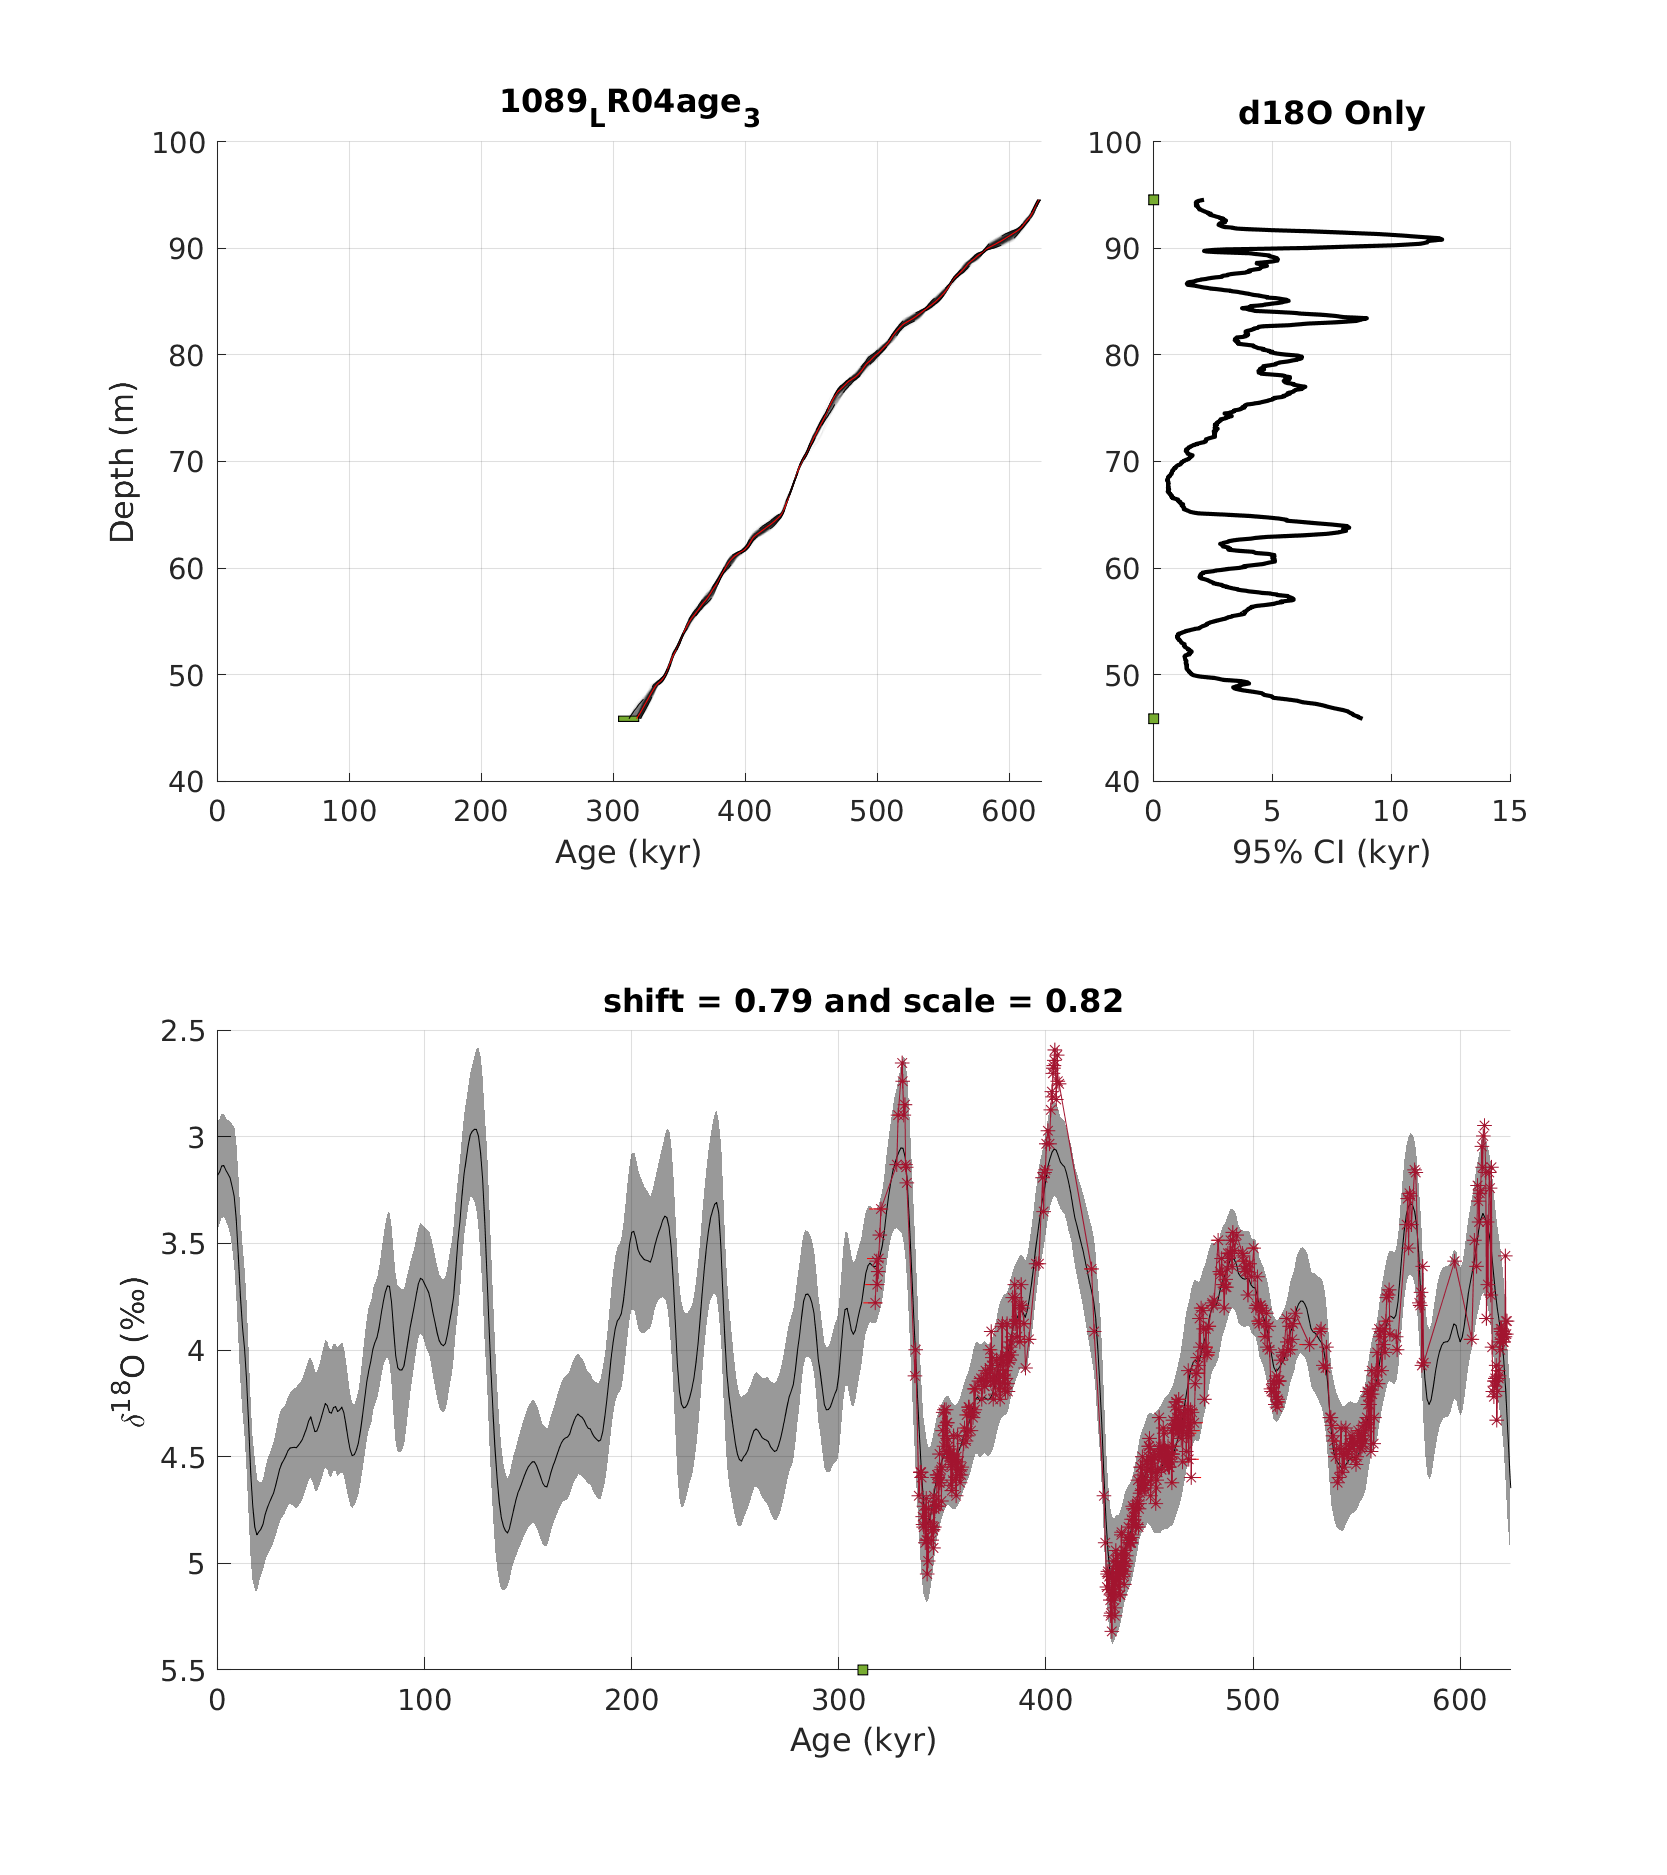 1089LR04age3
d18O Only
100
90
80
70
60
50
40
Depth (m)
0 100 200 300 400 500 600
Age (kyr)
100
90
80
70
60
50
40
0 5 10 15
95% CI (kyr)
shift = 0.79 and scale = 0.82
2.5
3
3.5
4
4.5
5
5.5
δ18O (‰)
0 100 200 300 400 500 600
Age (kyr)